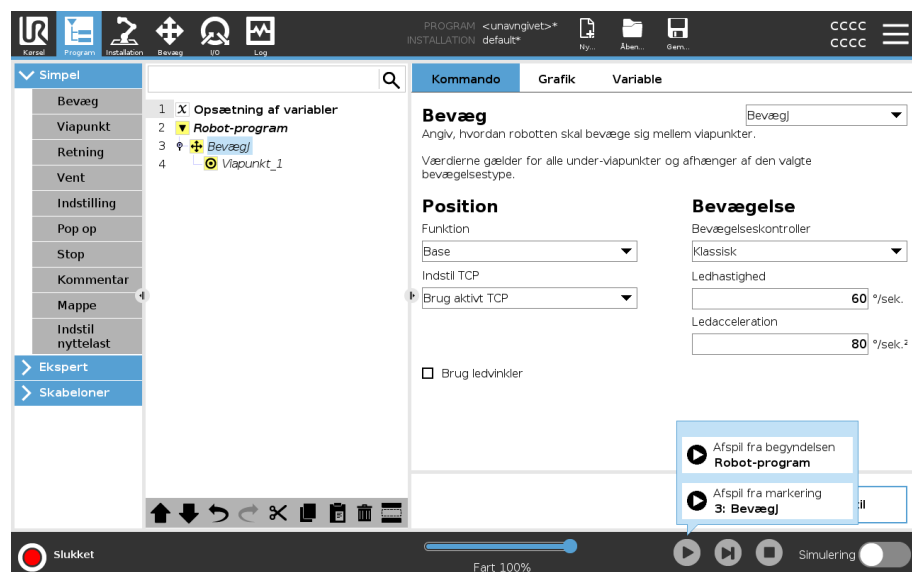 PROGRAM <unavngivet>*
INSTALLATION default*
Kørsel Program Installation Bevæg I/O Log Ny... Åben... Gem...
CCCC
CCCC
Simpel
Bevæg
Viapunkt
Retning
Vent
Indstilling
Pop op
Stop
Kommentar
Mappe
Indstil
nyttelast
Ekspert
Skabeloner
1 X Opsætning af variabler
2 Robot-program
3 BevægJ
4 Viapunkt_1
Kommando Grafik Variable
Bevæg BevægJ
Angiv, hvordan robotten skal bevæge sig mellem viapunkter.
Værdierne gælder for alle under-viapunkter og afhænger af den valgte
bevægelsestype.
Position Bevægelse
Funktion Bevægelseskontroller
Base Klassisk
Indstil TCP Ledhastighed
Brug aktivt TCP 60 °/sek.
Ledacceleration
80 °/sek.²
Brug ledvinkler
Afspil fra begyndelsen
Robot-program
Afspil fra markering
3: BevægJ
Slukket
Fart 100%
Simulering